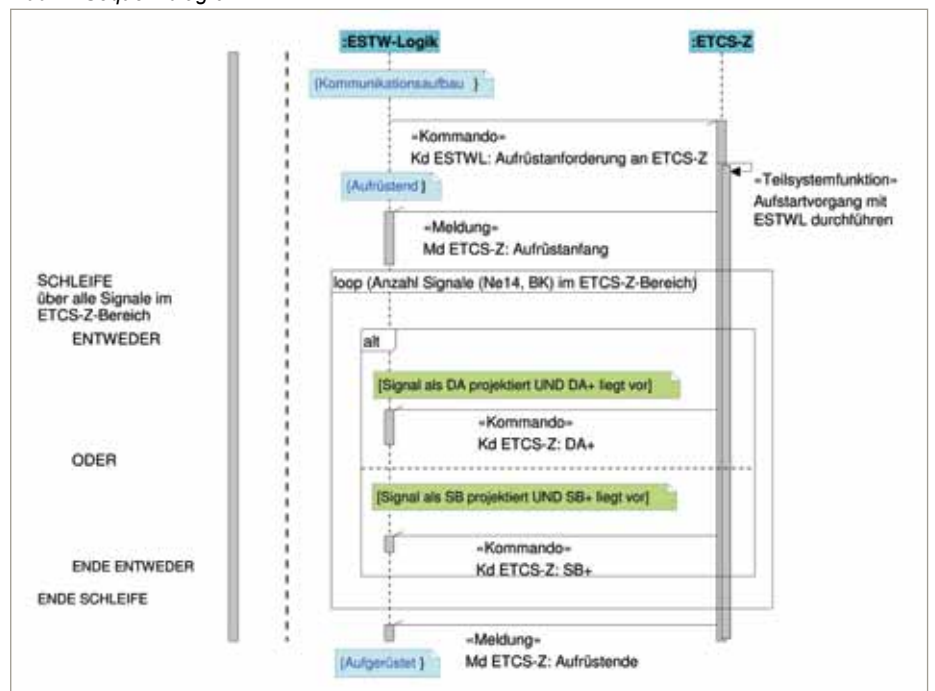 :ESTW-Logik
:ETCS-Z
{Kommunikationsaufbau }
«Kommando»
Kd ESTWL: Aufrüstanforderung an ETCS-Z
{Aufrüstend }
«Teilsystemfunktion»
Aufstartvorgang mit
ESTWL durchführen
«Meldung»
Md ETCS-Z: Aufrüstanfang
SCHLEIFE
über alle Signale im
ETCS-Z-Bereich
loop (Anzahl Signale (Ne14, BK) im ETCS-Z-Bereich)
ENTWEDER
alt
[Signal als DA projektiert UND DA+ liegt vor]
«Kommando»
Kd ETCS-Z: DA+
ODER
[Signal als SB projektiert UND SB+ liegt vor]
«Kommando»
Kd ETCS-Z: SB+
ENDE ENTWEDER
ENDE SCHLEIFE
«Meldung»
Md ETCS-Z: Aufrüstende
{Aufgerüstet }